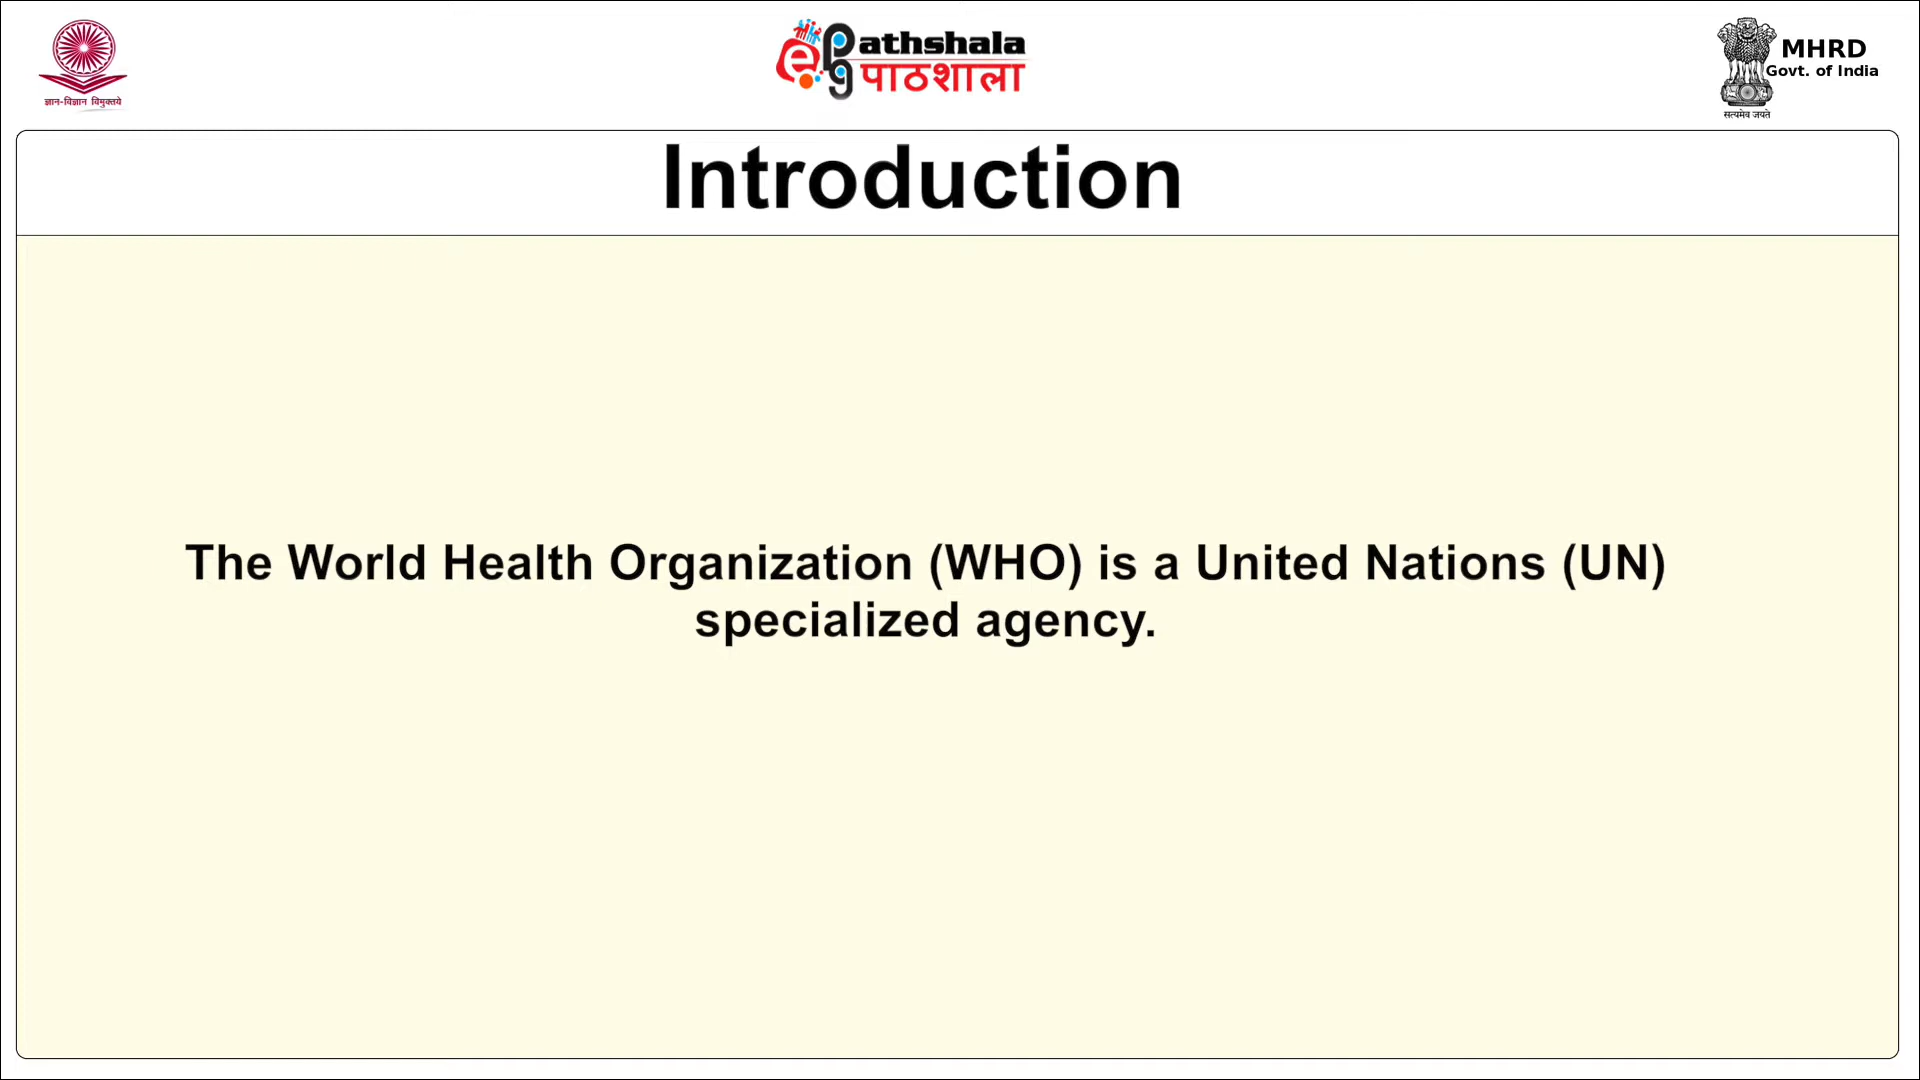 ज्ञान-विज्ञान विमुक्तये
ePG athshala
पाठशाला
MHRD
Govt. of India
सत्यमेव जयते
Introduction
The World Health Organization (WHO) is a United Nations (UN)
specialized agency.